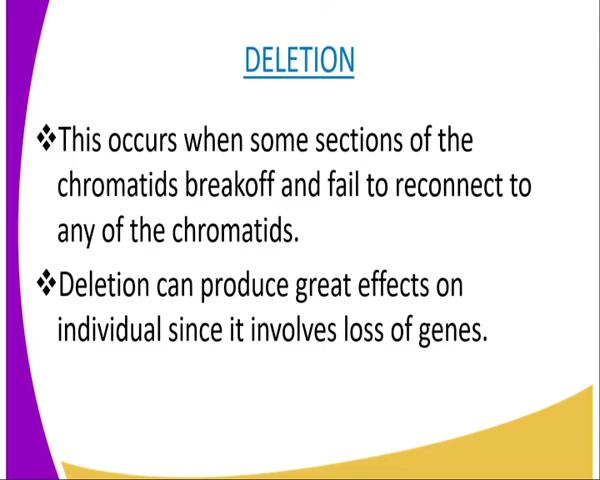 DELETION
❖This occurs when some sections of the
chromatids breakoff and fail to reconnect to
any of the chromatids.
❖Deletion can produce great effects on
individual since it involves loss of genes.